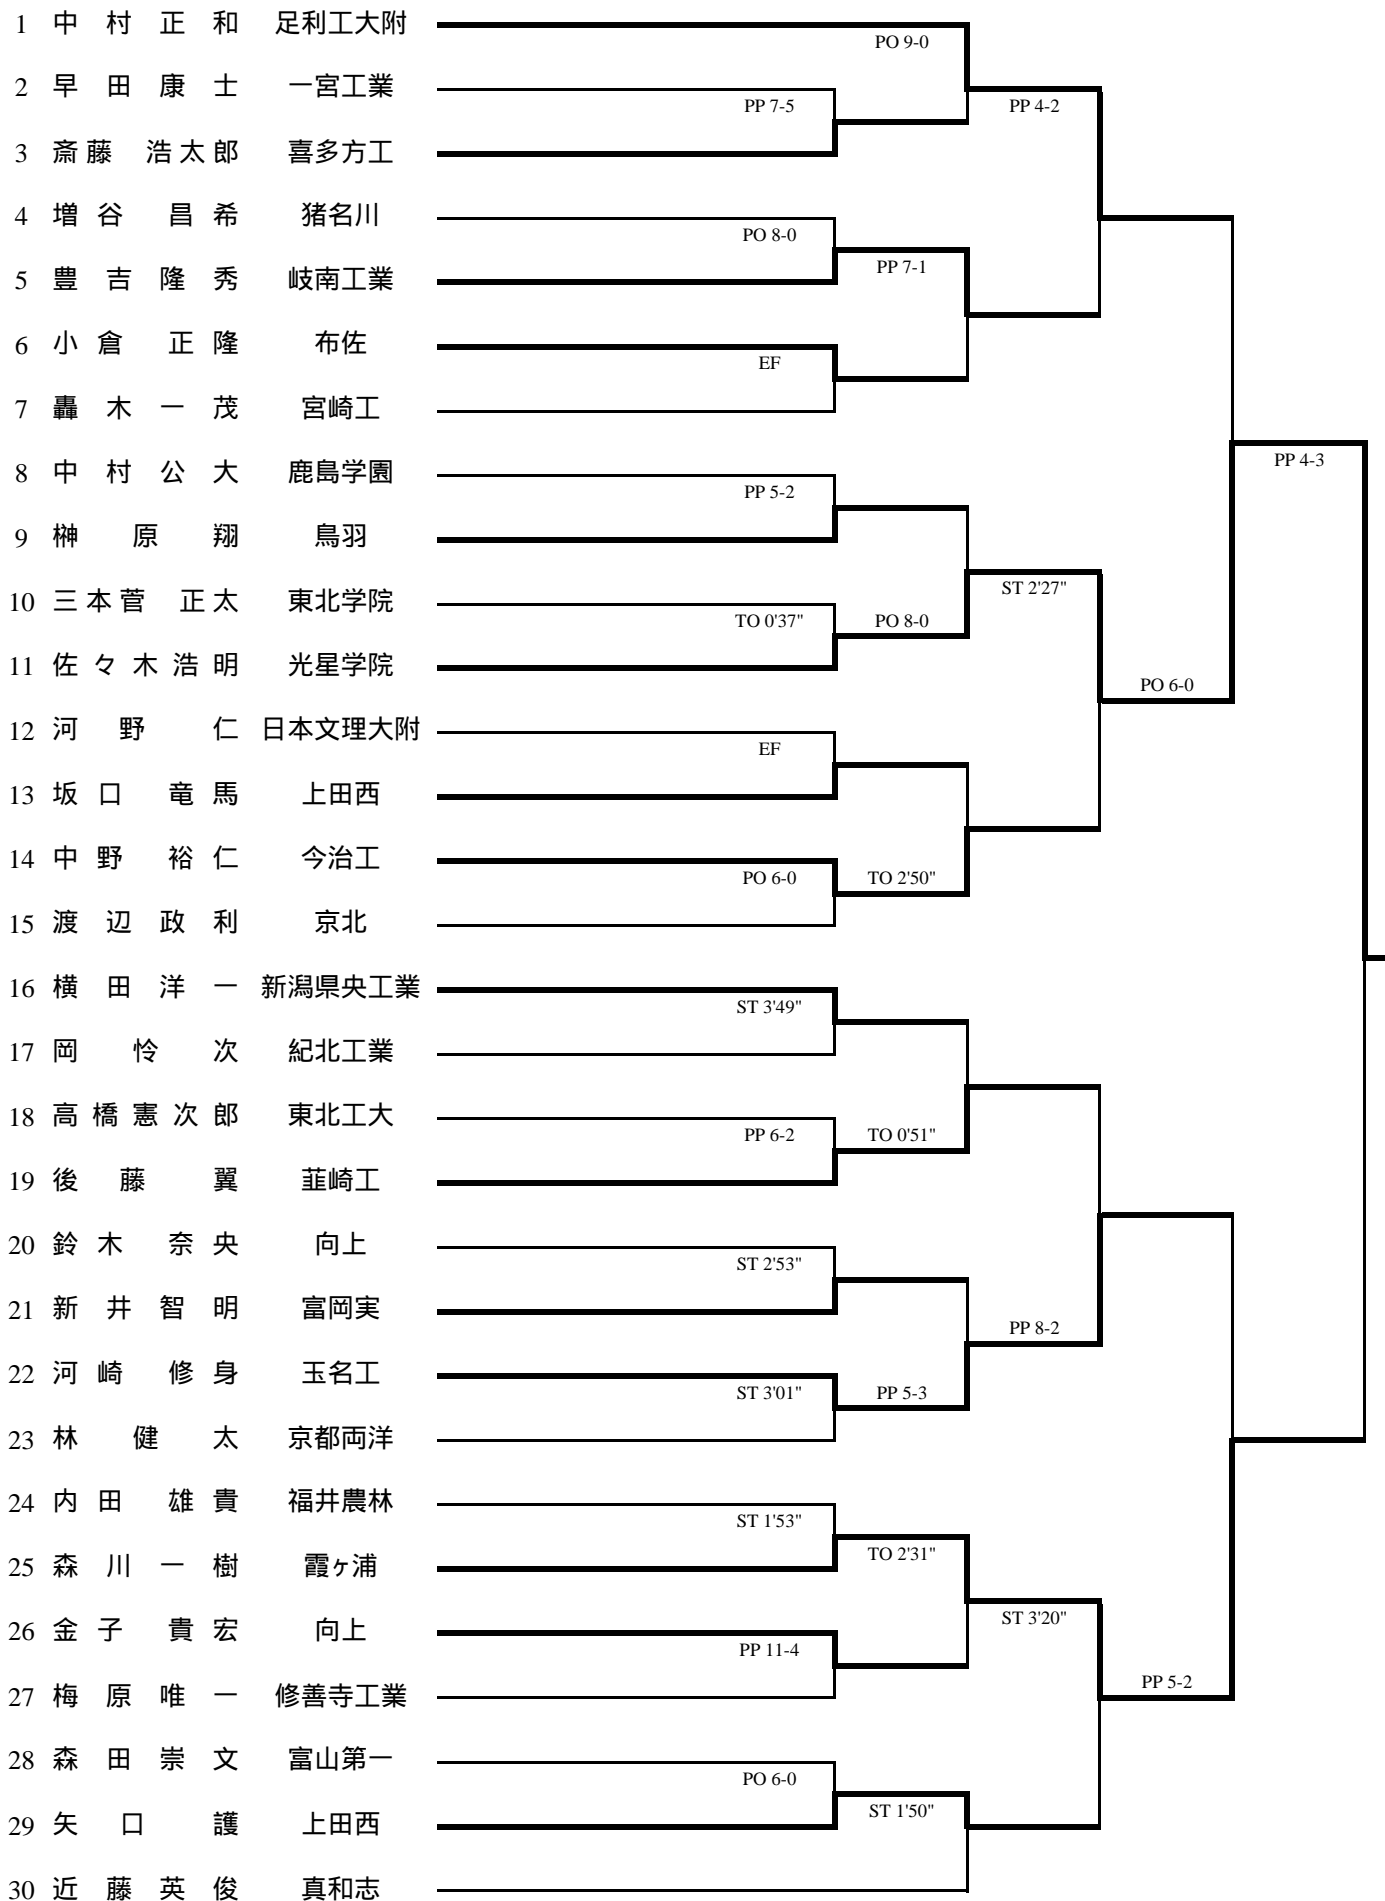 1 中村正和 足利工大附
PO 9-0
2 早田康士 一宮工業
PP 7-5 PP 4-2
3 斎藤浩太郎 喜多方工
4 増谷昌希 猪名川
PO 8-0
5 豊吉隆秀 岐南工業 PP 7-1
6 小倉正隆 布佐
EF
7 轟木一茂 宮崎工
PP 4-3
8 中村公大 鹿島学園
PP 5-2
9 榊原翔 鳥羽
ST 2'27"
10 三本菅正太 東北学院
TO 0'37" PO 8-0
11 佐々木浩明 光星学院
PO 6-0
12 河野仁 日本文理大附
EF
13 坂口竜馬 上田西
14 中野裕仁 今治工
PO 6-0 TO 2'50"
15 渡辺政利 京北
16 横田洋一 新潟県央工業
ST 3'49"
17 岡怜次 紀北工業
18 高橋憲次郎 東北工大
PP 6-2 TO 0'51"
19 後藤翼 韮崎工
20 鈴木奈央 向上
ST 2'53"
21 新井智明 富岡実
PP 8-2
22 河崎修身 玉名工
ST 3'01" PP 5-3
23 林健太 京都両洋
24 内田雄貴 福井農林
ST 1'53"
TO 2'31"
25 森川一樹 霞ヶ浦
ST 3'20"
26 金子貴宏 向上
PP 11-4
PP 5-2
27 梅原唯一 修善寺工業
28 森田崇文 富山第一
PO 6-0
ST 1'50"
29 矢口護 上田西
30 近藤英俊 真和志